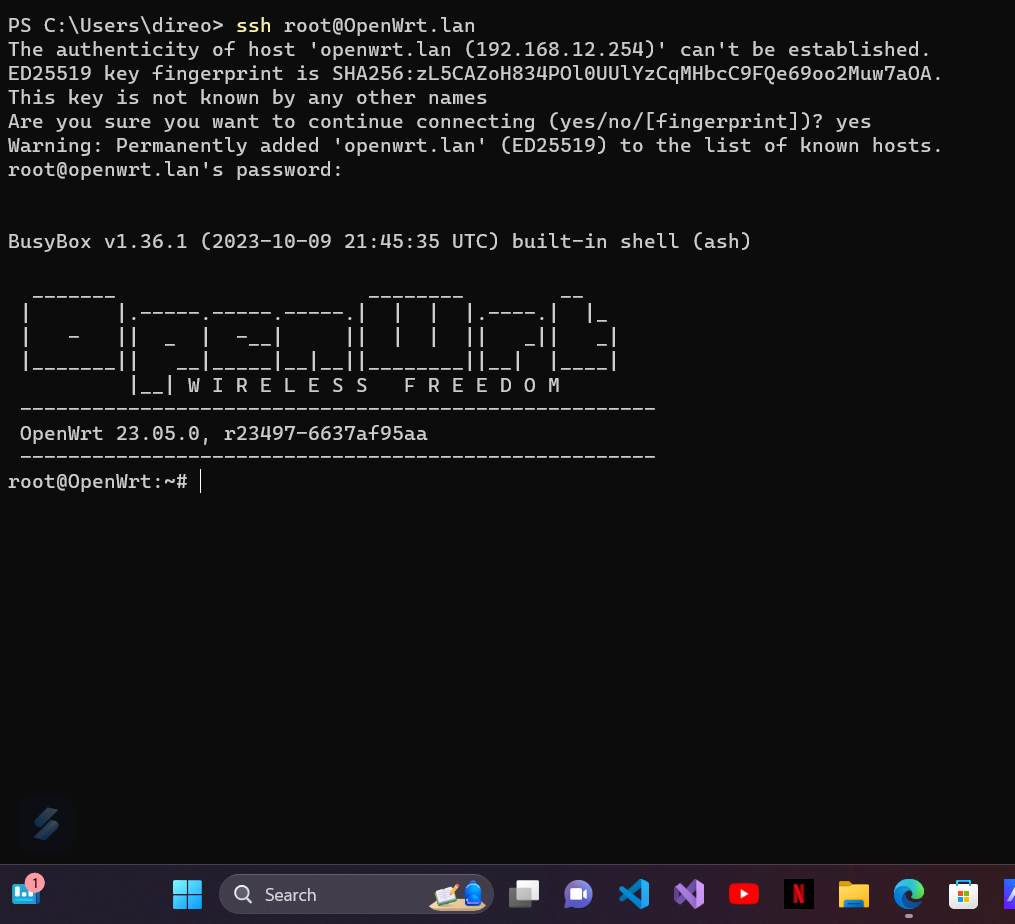 PS C:\Users\direo> ssh root@OpenWrt.lan
The authenticity of host 'openwrt.lan (192.168.12.254)' can't be established.
ED25519 key fingerprint is SHA256:zL5CAZoH834POl0UUlYzCqMHbcC9FQe69oo2Muw7aOA.
This key is not known by any other names
Are you sure you want to continue connecting (yes/no/[fingerprint])? yes
Warning: Permanently added 'openwrt.lan' (ED25519) to the list of known hosts.
root@openwrt.lan's password:
BusyBox v1.36.1 (2023-10-09 21:45:35 UTC) built-in shell (ash)
OpenWrt
W I R E L E S S   F R E E D O M
-----------------------------------------------------
OpenWrt 23.05.0, r23497-6637af95aa
-----------------------------------------------------
root@OpenWrt:~#
1
Search
N